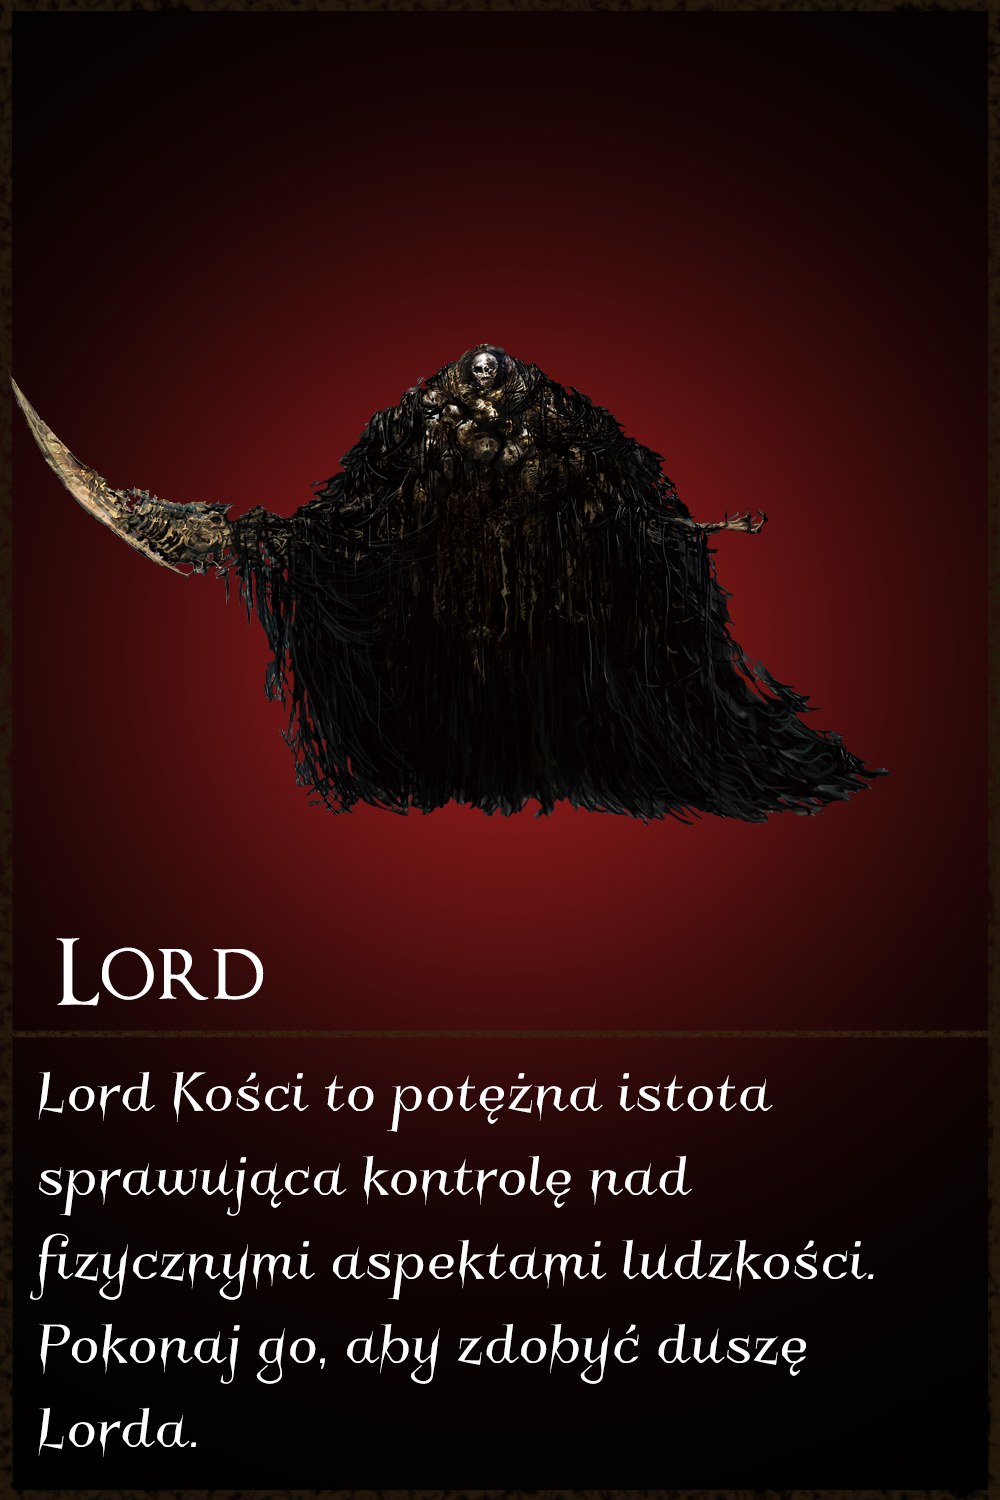 Lord
Lord Kości to potężna istota
sprawująca kontrolę nad
fizycznymi aspektami ludzkości.
Pokonaj go, aby zdobyć duszę
Lorda.